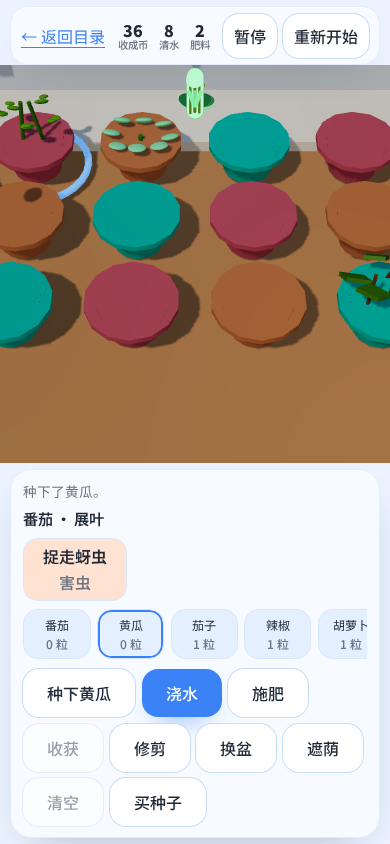 ← 返回目录
36 8 2
收成币 清水 肥料
暂停 重新开始
种下了黄瓜。
番茄 · 展叶
捉走蚜虫
害虫
番茄 黄瓜 茄子 辣椒 胡萝卜
0 粒 0 粒 1 粒 1 粒 1 粒
种下黄瓜 浇水 施肥
收获 修剪 换盆 遮荫
清空 买种子